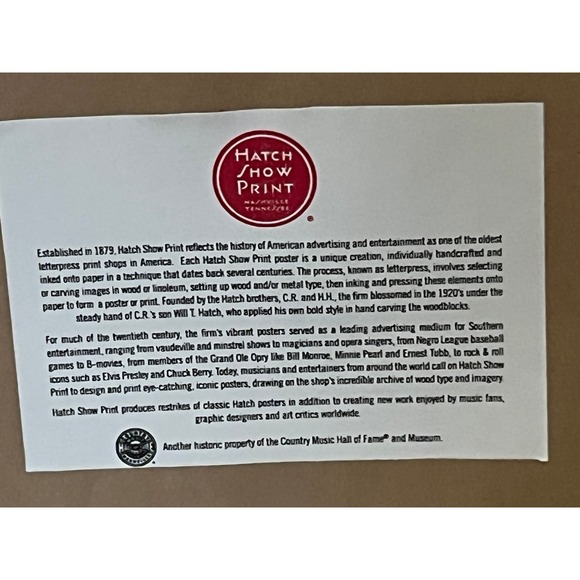 HATCH
SHOW
PRINT
NASHVILLE
TENNESSEE
®
Established in 1879, Hatch Show Print reflects the history of American advertising and entertainment as one of the oldest
letterpress print shops in America. Each Hatch Show Print poster is a unique creation, individually handcrafted and
inked onto paper in a technique that dates back several centuries. The process, known as letterpress, involves selecting
or carving images in wood or linoleum, setting up wood and/or metal type, then inking and pressing these elements onto
paper to form a poster or print. Founded by the Hatch brothers, C.R. and H.H., the firm blossomed in the 1920's under the
steady hand of C.R.'s son Will T. Hatch, who applied his own bold style in hand carving the woodblocks.
For much of the twentieth century, the firm's vibrant posters served as a leading advertising medium for Southern
entertainment, ranging from vaudeville and minstrel shows to magicians and opera singers, from Negro League baseball
games to B-movies, from members of the Grand Ole Opry like Bill Monroe, Minnie Pearl and Ernest Tubb, to rock & roll
icons such as Elvis Presley and Chuck Berry. Today, musicians and entertainers from around the world call on Hatch Show
Print to design and print eye-catching, iconic posters, drawing on the shop's incredible archive of wood type and imagery.
Hatch Show Print produces restrikes of classic Hatch posters in addition to creating new work enjoyed by music fans,
graphic designers and art critics worldwide.
Another historic property of the Country Music Hall of Fame® and Museum.